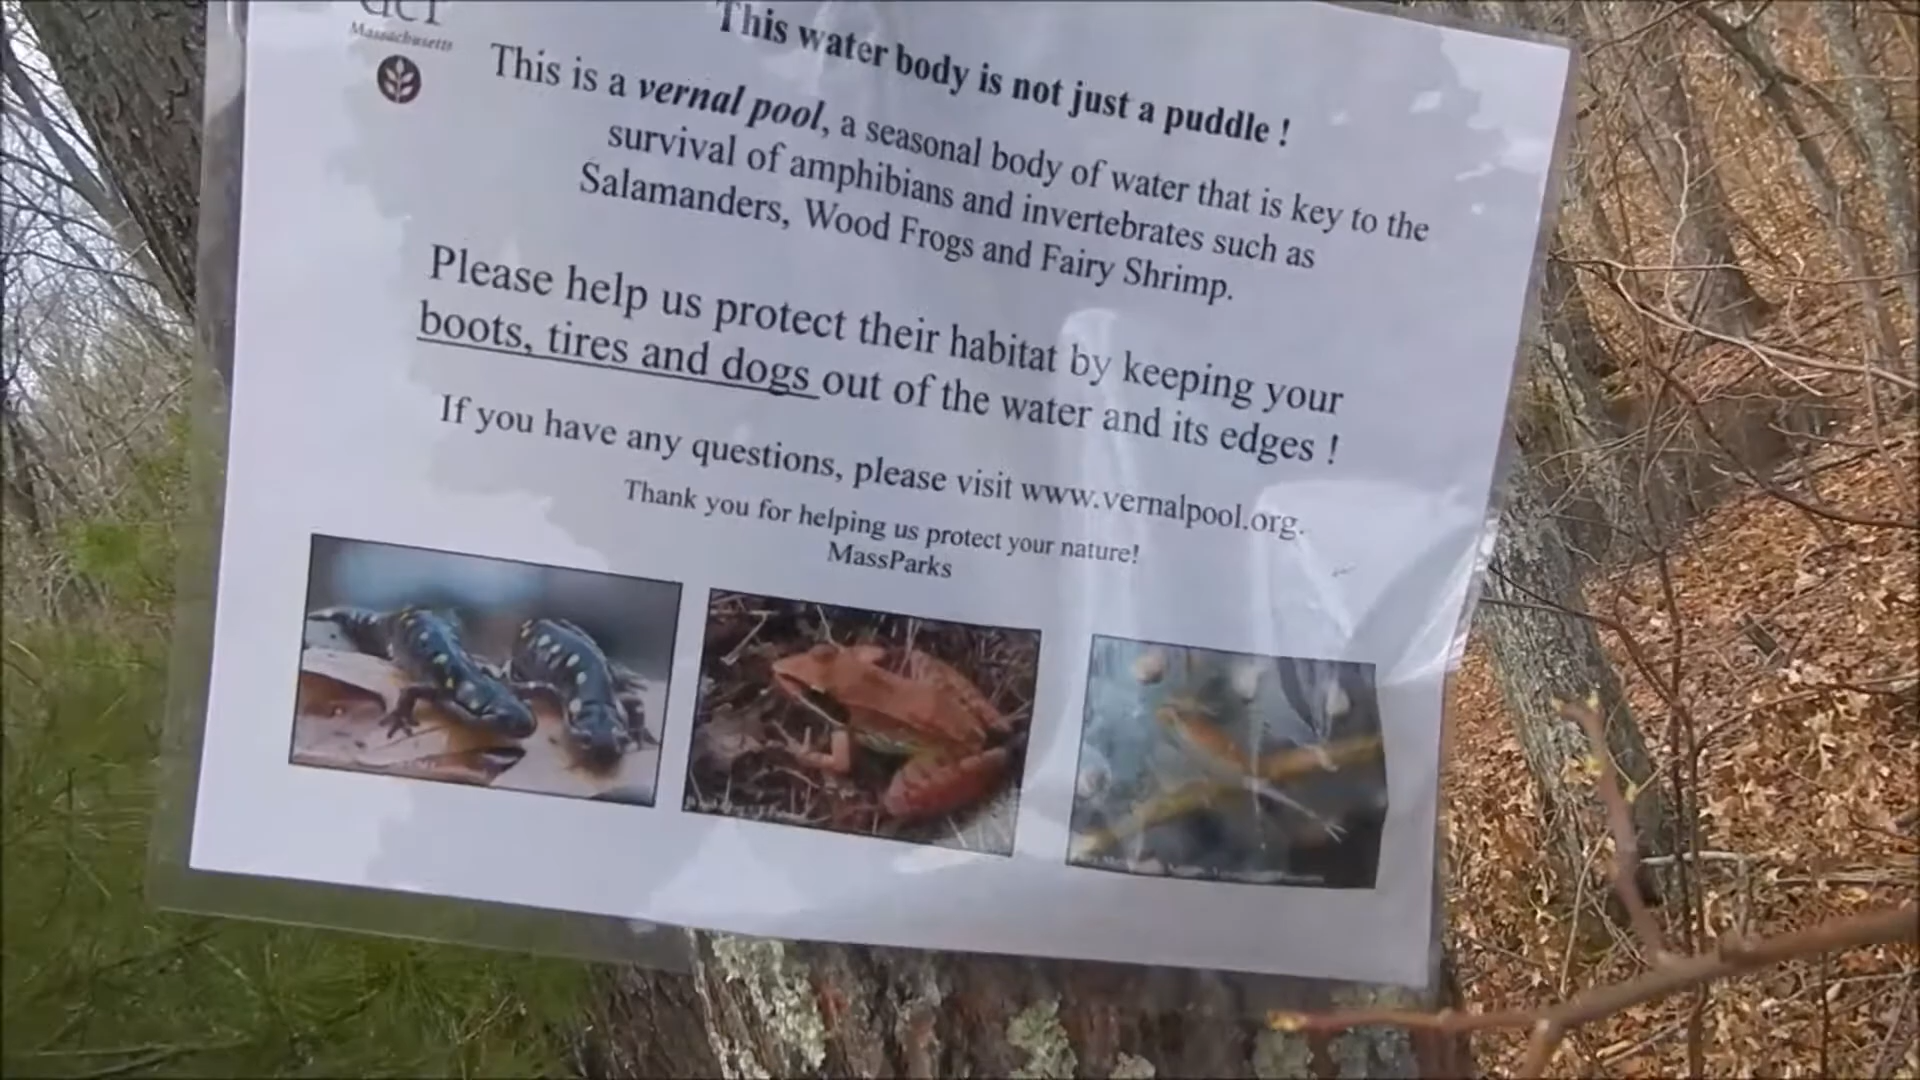 Massachusetts
This water body is not just a puddle !
This is a vernal pool, a seasonal body of water that is key to the
survival of amphibians and invertebrates such as
Salamanders, Wood Frogs and Fairy Shrimp.
Please help us protect their habitat by keeping your
boots, tires and dogs out of the water and its edges !
If you have any questions, please visit www.vernalpool.org.
Thank you for helping us protect your nature!
MassParks